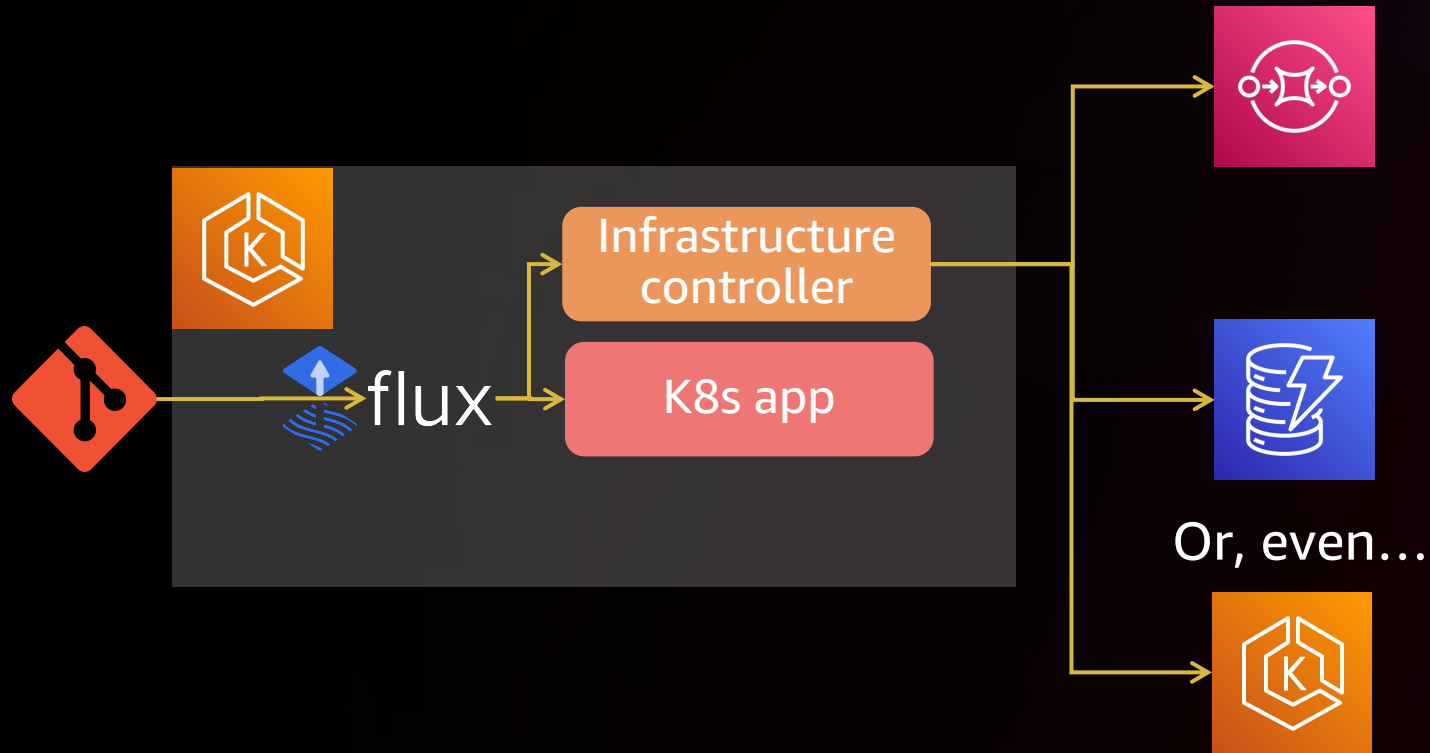 Infrastructure
controller
K
flux
K8s app
Or, even...
K